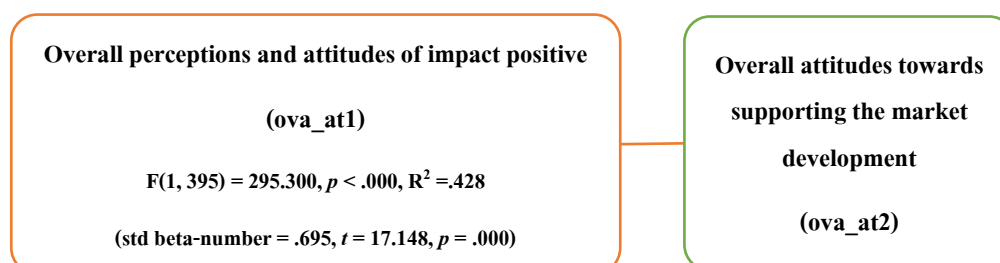 Overall perceptions and attitudes of impact positive
(ova_at1)
F(1, 395) = 295.300, p < .000, R² =.428
(std beta-number = .695, t = 17.148, p = .000)
Overall attitudes towards
supporting the market
development
(ova_at2)